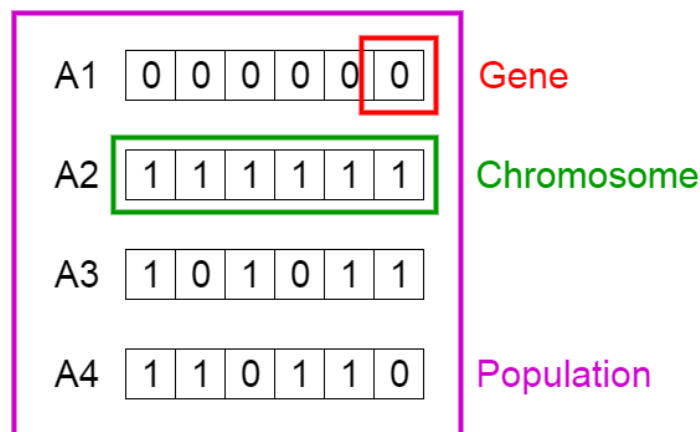 A1 0 0 0 0 0 0 Gene
A2 1 1 1 1 1 1 Chromosome
A3 1 0 1 0 1 1
A4 1 1 0 1 1 0 Population